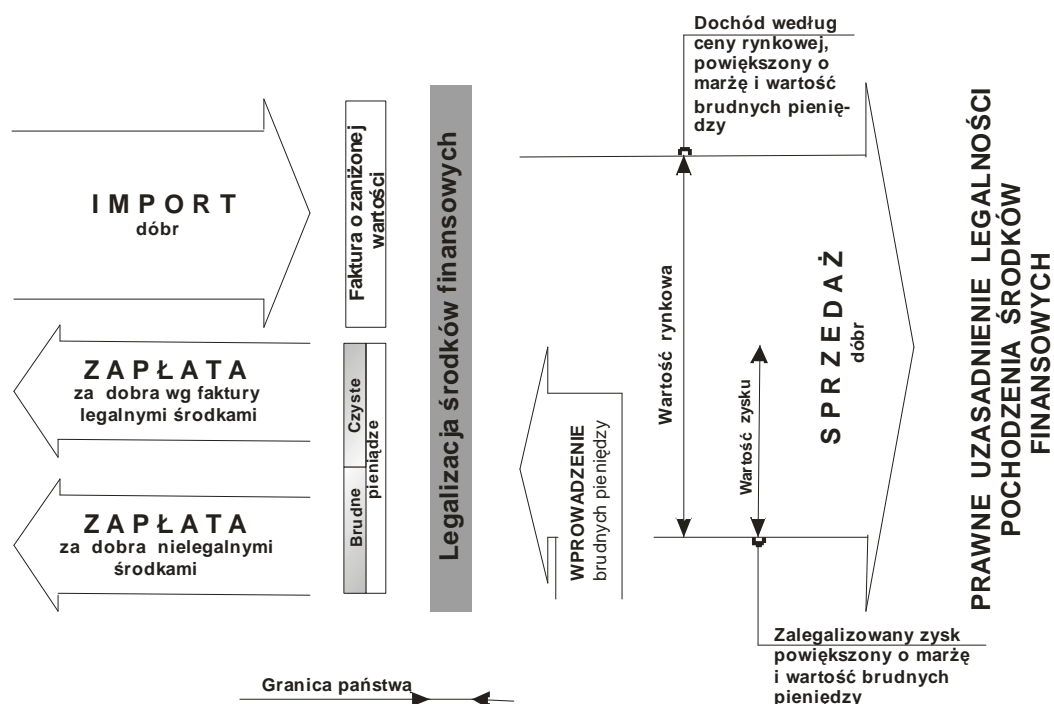 IMPORT
dóbr
Faktura o zaniżonej
wartości
ZAPŁATA
za dobra wg faktury
legalnymi środkami
ZAPŁATA
za dobra nielegalnymi
środkami
Czyste
Brudne
pieniądze
Legalizacja środków finansowych
Granica państwa
WPROWADZENIE
brudnych pieniędzy
Dochód według
ceny rynkowej,
powiększony o
marżę i wartość
brudnych pienię-
dzy
Wartość rynkowa
Wartość zysku
SPRZEDAŻ
dóbr
Zalegalizowany zysk
powiększony o marżę
i wartość brudnych
pieniędzy
PRAWNE UZASADNIENIE LEGALNOŚCI
POCHODZENIA ŚRODKÓW
FINANSOWYCH